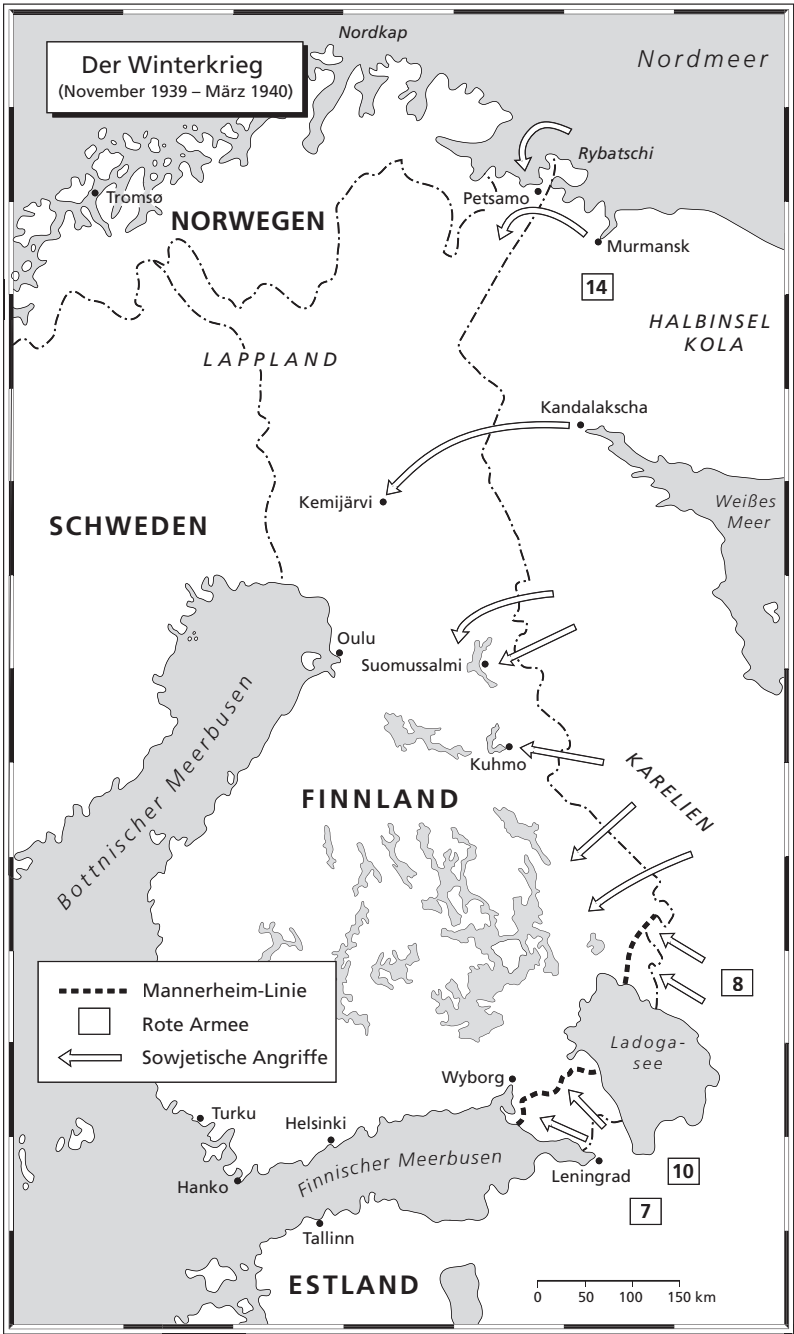 Nordkap
Der Winterkrieg
(November 1939 – März 1940)
Nordmeer
Rybatschi
Tromsø
Petsamo
NORWEGEN
Murmansk
14
HALBINSEL
KOLA
LAPPLAND
Kandalakscha
Kemijärvi
Weißes
Meer
SCHWEDEN
Oulu
Suomussalmi
Bottnischer Meerbusen
Kuhmo
KARELIEN
FINNLAND
Mannerheim-Linie
Rote Armee
Sowjetische Angriffe
8
Ladoga-
see
Wyborg
Turku
Helsinki
Finnischer Meerbusen
Hanko
Leningrad
10
7
Tallinn
ESTLAND
0 50 100 150 km